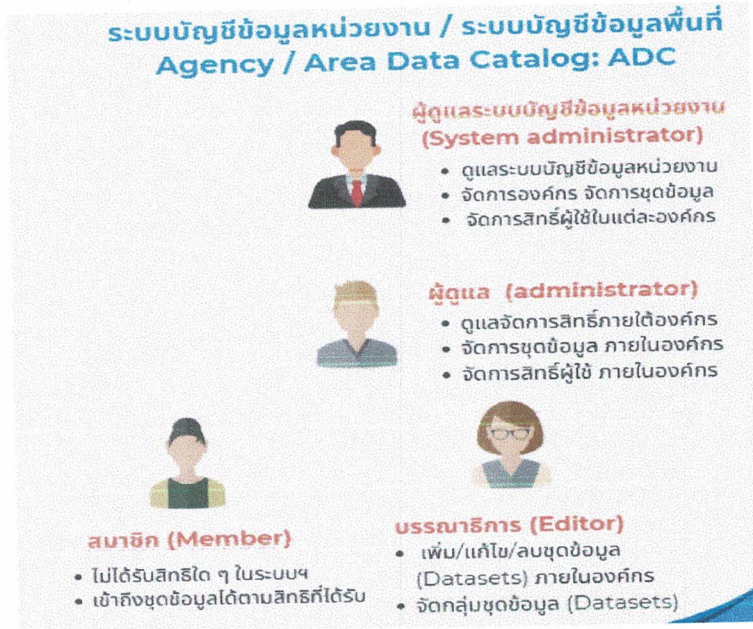 ระบบบัญชีข้อมูลหน่วยงาน / ระบบบัญชีข้อมูลพื้นที่
Agency / Area Data Catalog: ADC
ผู้ดูแลระบบบัญชีข้อมูลหน่วยงาน
(System administrator)
• ดูแลระบบบัญชีข้อมูลหน่วยงาน
• จัดการองค์กร จัดการชุดข้อมูล
• จัดการสิทธิ์ผู้ใช้ในแต่ละองค์กร
ผู้ดูแล (administrator)
• ดูแลจัดการสิทธิ์ภายใต้องค์กร
• จัดการชุดข้อมูล ภายในองค์กร
• จัดการสิทธิ์ผู้ใช้ ภายในองค์กร
สมาชิก (Member)
• ไม่ได้รับสิทธิใด ๆ ในระบบฯ
• เข้าถึงชุดข้อมูลได้ตามสิทธิที่ได้รับ
บรรณาธิการ (Editor)
• เพิ่ม/แก้ไข/ลบชุดข้อมูล
(Datasets) ภายในองค์กร
• จัดกลุ่มชุดข้อมูล (Datasets)